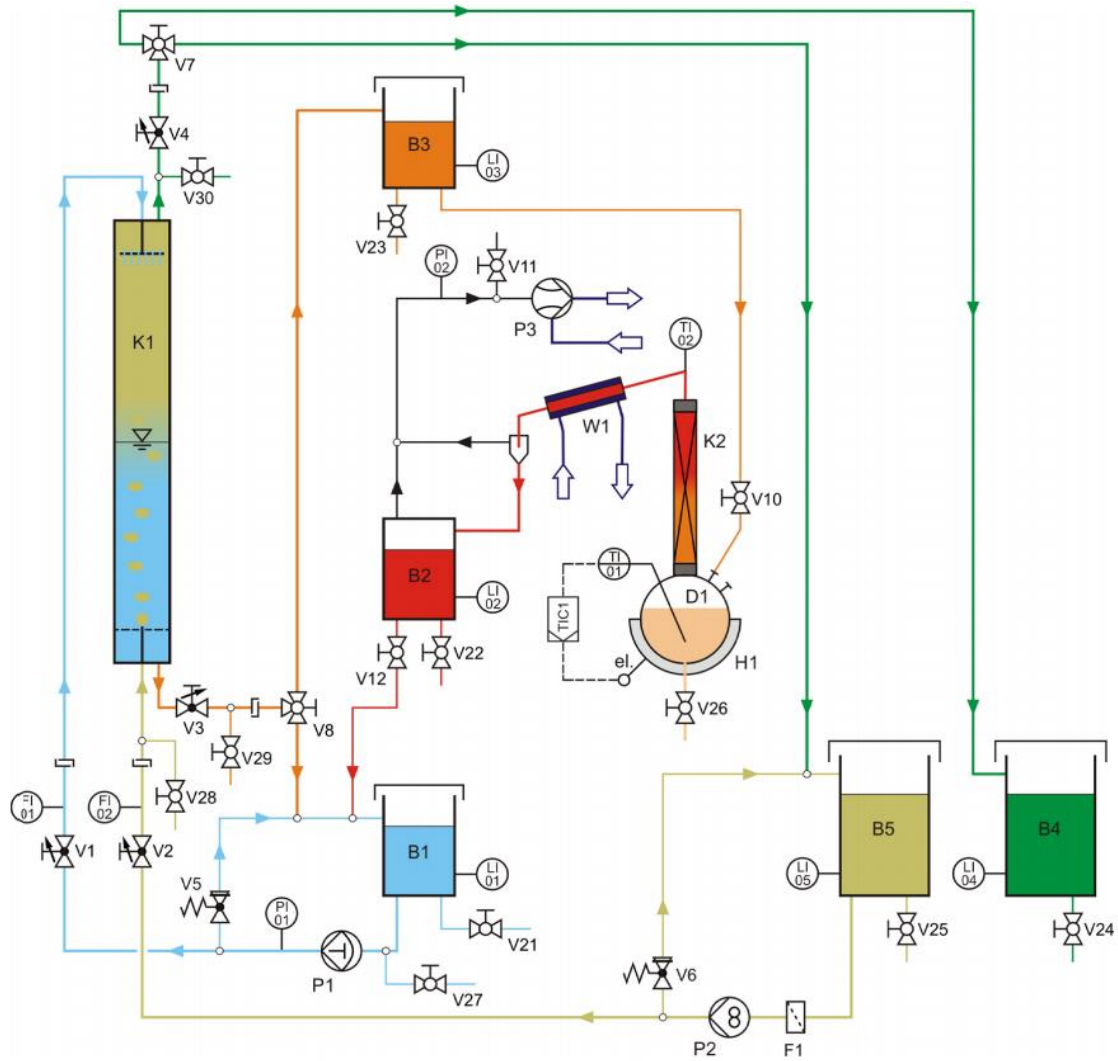 V7
V4
V30
B3
LI
03
V23
PI
02
V11
P3
K1
TI
02
W1
K2
V10
B2
LI
02
TI
01
D1
TIC1
el.
H1
V12
V22
V26
V3
V8
V29
V28
FI
01
FI
02
V1
V2
B1
LI
01
B5
B4
LI
05
LI
04
V5
PI
01
V21
V25
V24
P1
V27
V6
P2
F1